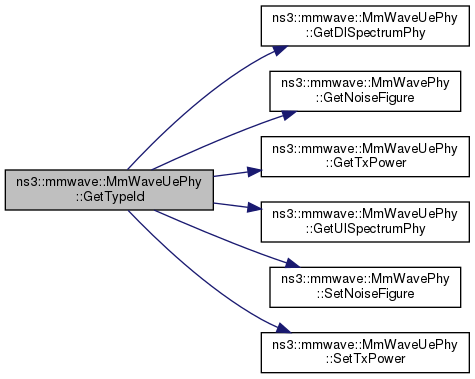 ns3::mmwave::MmWaveUePhy
::GetDlSpectrumPhy
ns3::mmwave::MmWavePhy
::GetNoiseFigure
ns3::mmwave::MmWaveUePhy
::GetTxPower
ns3::mmwave::MmWaveUePhy
::GetTypeId
ns3::mmwave::MmWaveUePhy
::GetUlSpectrumPhy
ns3::mmwave::MmWavePhy
::SetNoiseFigure
ns3::mmwave::MmWaveUePhy
::SetTxPower